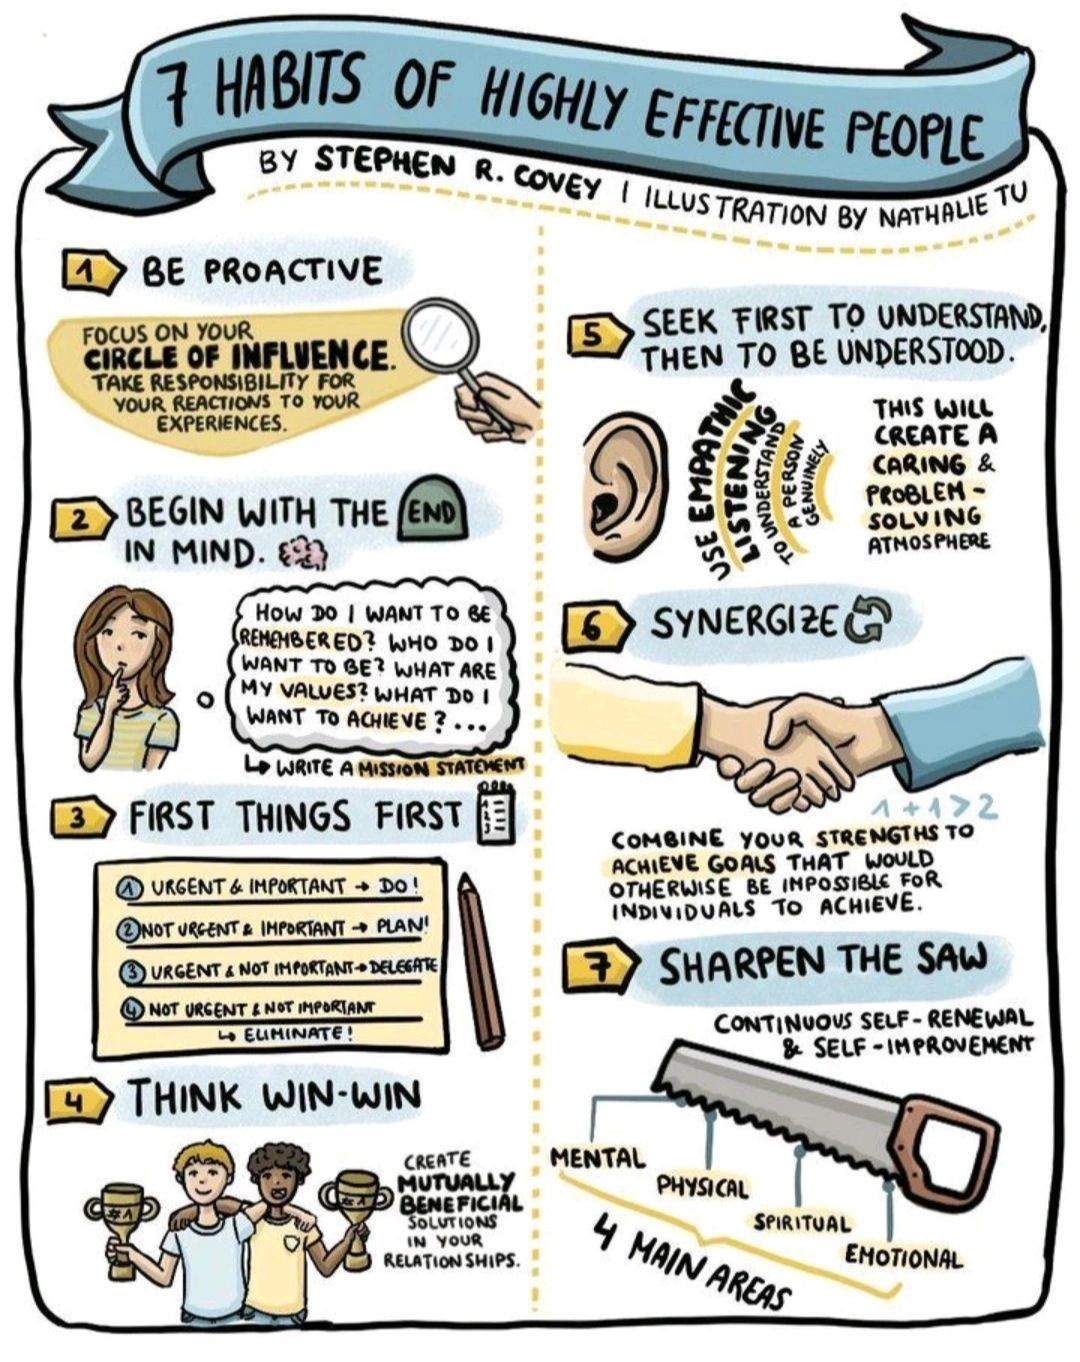 7 HABITS OF HIGHLY EFFECTIVE PEOPLE
BY STEPHEN R. COVEY | ILLUSTRATION BY NATHALIE TU
1 BE PROACTIVE
FOCUS ON YOUR
CIRCLE OF INFLUENCE.
TAKE RESPONSIBILITY FOR
YOUR REACTIONS TO YOUR
EXPERIENCES.
2 BEGIN WITH THE END
IN MIND.
HOW DO I WANT TO BE
REMEMBERED? WHO DO I
WANT TO BE? WHAT ARE
MY VALUES? WHAT DO I
WANT TO ACHIEVE?...
↳ WRITE A MISSION STATEMENT
3 FIRST THINGS FIRST
1 2 3
1 URGENT & IMPORTANT → DO!
2 NOT URGENT & IMPORTANT → PLAN!
3 URGENT & NOT IMPORTANT → DELEGATE
4 NOT URGENT & NOT IMPORTANT
↳ ELIMINATE!
4 THINK WIN-WIN
#1
#1
CREATE
MUTUALLY
BENEFICIAL
SOLUTIONS
IN YOUR
RELATIONSHIPS.
5 SEEK FIRST TO UNDERSTAND,
THEN TO BE UNDERSTOOD.
USE EMPATHIC
LISTENING
TO UNDERSTAND
A PERSON
GENUINELY
THIS WILL
CREATE A
CARING &
PROBLEM-
SOLVING
ATMOSPHERE
6 SYNERGIZE
1+1>2
COMBINE YOUR STRENGTHS TO
ACHIEVE GOALS THAT WOULD
OTHERWISE BE IMPOSSIBLE FOR
INDIVIDUALS TO ACHIEVE.
7 SHARPEN THE SAW
CONTINUOUS SELF-RENEWAL
& SELF-IMPROVEMENT
MENTAL
PHYSICAL
SPIRITUAL
EMOTIONAL
4 MAIN AREAS